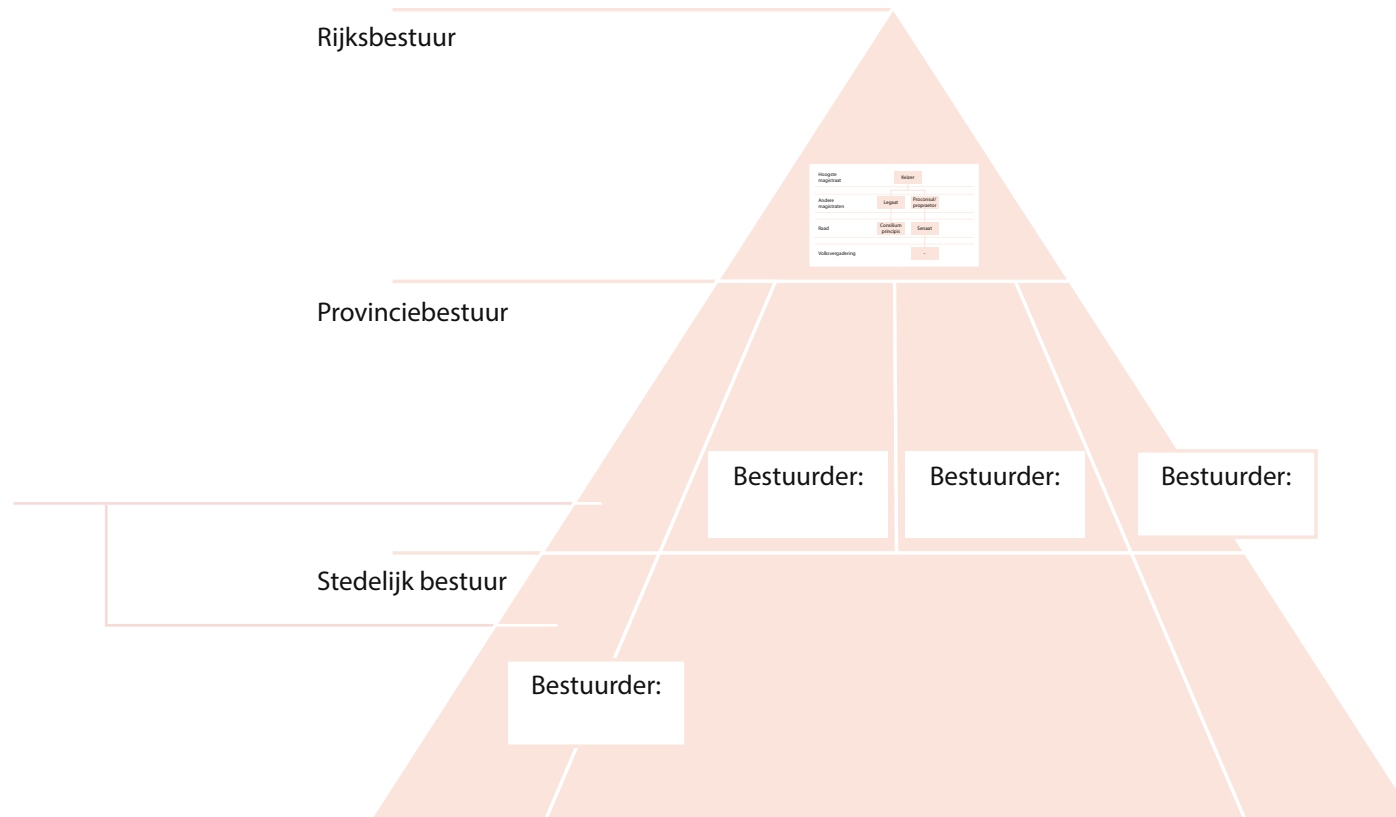 Rijksbestuur
Hoogste
magistraat
Keizer
Andere
magistraten
Legaat
Proconsul/
propraetor
Raad
Consilium
principis
Senaat
Volksvergadering
–
Provinciebestuur
Bestuurder:
Bestuurder:
Bestuurder:
Stedelijk bestuur
Bestuurder: